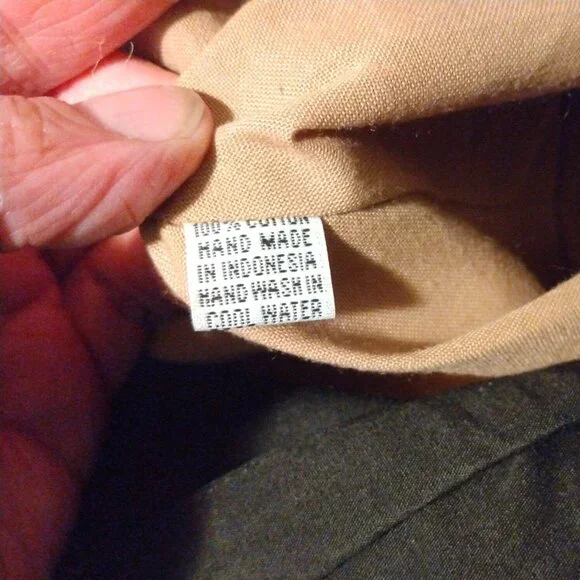 100% COTTON
HAND MADE
IN INDONESIA
HAND WASH IN
COOL WATER